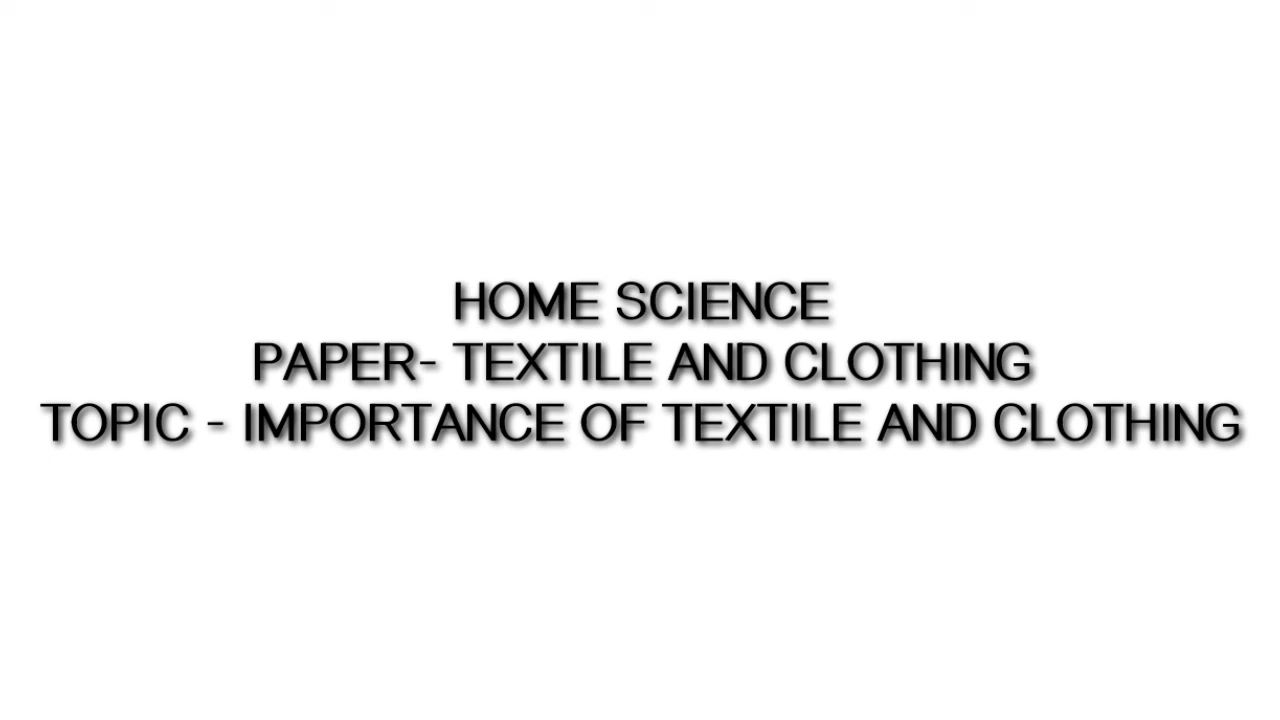 HOME SCIENCE
PAPER- TEXTILE AND CLOTHING
TOPIC - IMPORTANCE OF TEXTILE AND CLOTHING